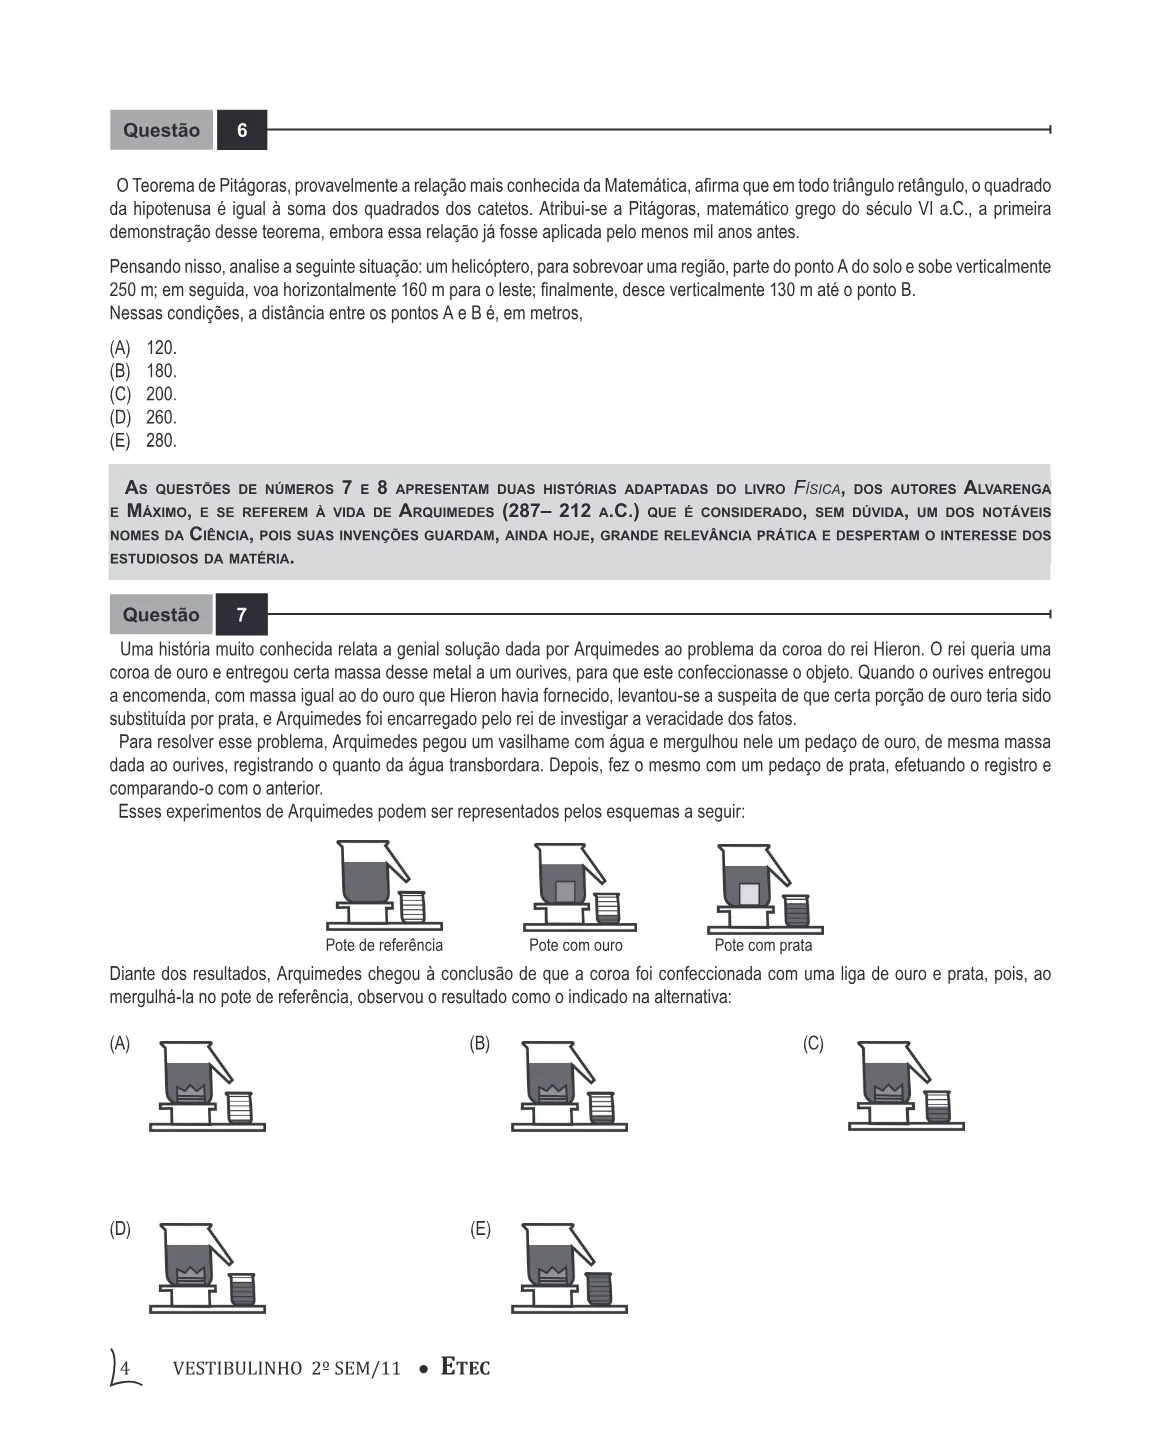 Questão 6
O Teorema de Pitágoras, provavelmente a relação mais conhecida da Matemática, afirma que em todo triângulo retângulo, o quadrado
da hipotenusa é igual à soma dos quadrados dos catetos. Atribui-se a Pitágoras, matemático grego do século VI a.C., a primeira
demonstração desse teorema, embora essa relação já fosse aplicada pelo menos mil anos antes.
Pensando nisso, analise a seguinte situação: um helicóptero, para sobrevoar uma região, parte do ponto A do solo e sobe verticalmente
250 m; em seguida, voa horizontalmente 160 m para o leste; finalmente, desce verticalmente 130 m até o ponto B.
Nessas condições, a distância entre os pontos A e B é, em metros,
(A) 120.
(B) 180.
(C) 200.
(D) 260.
(E) 280.
As questões de números 7 e 8 apresentam duas histórias adaptadas do livro Física, dos autores Alvarenga
e Máximo, e se referem à vida de Arquimedes (287– 212 a.C.) que é considerado, sem dúvida, um dos notáveis
nomes da Ciência, pois suas invenções guardam, ainda hoje, grande relevância prática e despertam o interesse dos
estudiosos da matéria.
Questão 7
Uma história muito conhecida relata a genial solução dada por Arquimedes ao problema da coroa do rei Hieron. O rei queria uma
coroa de ouro e entregou certa massa desse metal a um ourives, para que este confeccionasse o objeto. Quando o ourives entregou
a encomenda, com massa igual ao do ouro que Hieron havia fornecido, levantou-se a suspeita de que certa porção de ouro teria sido
substituída por prata, e Arquimedes foi encarregado pelo rei de investigar a veracidade dos fatos.
Para resolver esse problema, Arquimedes pegou um vasilhame com água e mergulhou nele um pedaço de ouro, de mesma massa
dada ao ourives, registrando o quanto da água transbordara. Depois, fez o mesmo com um pedaço de prata, efetuando o registro e
comparando-o com o anterior.
Esses experimentos de Arquimedes podem ser representados pelos esquemas a seguir:
Pote de referência Pote com ouro Pote com prata
Diante dos resultados, Arquimedes chegou à conclusão de que a coroa foi confeccionada com uma liga de ouro e prata, pois, ao
mergulhá-la no pote de referência, observou o resultado como o indicado na alternativa:
(A) (B) (C)
(D) (E)
4 VESTIBULINHO 2º SEM/11 • Etec